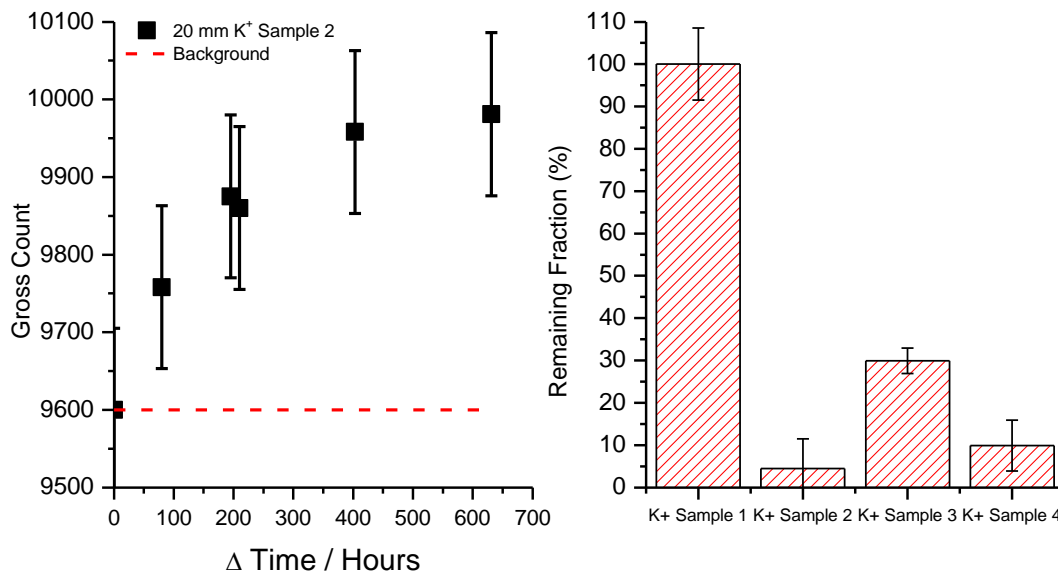 10100
10000
9900
9800
9700
9600
9500
Gross Count
20 mm K⁺ Sample 2
Background
0 100 200 300 400 500 600 700
Δ Time / Hours
110
100
90
80
70
60
50
40
30
20
10
0
Remaining Fraction (%)
K+ Sample 1 K+ Sample 2 K+ Sample 3 K+ Sample 4